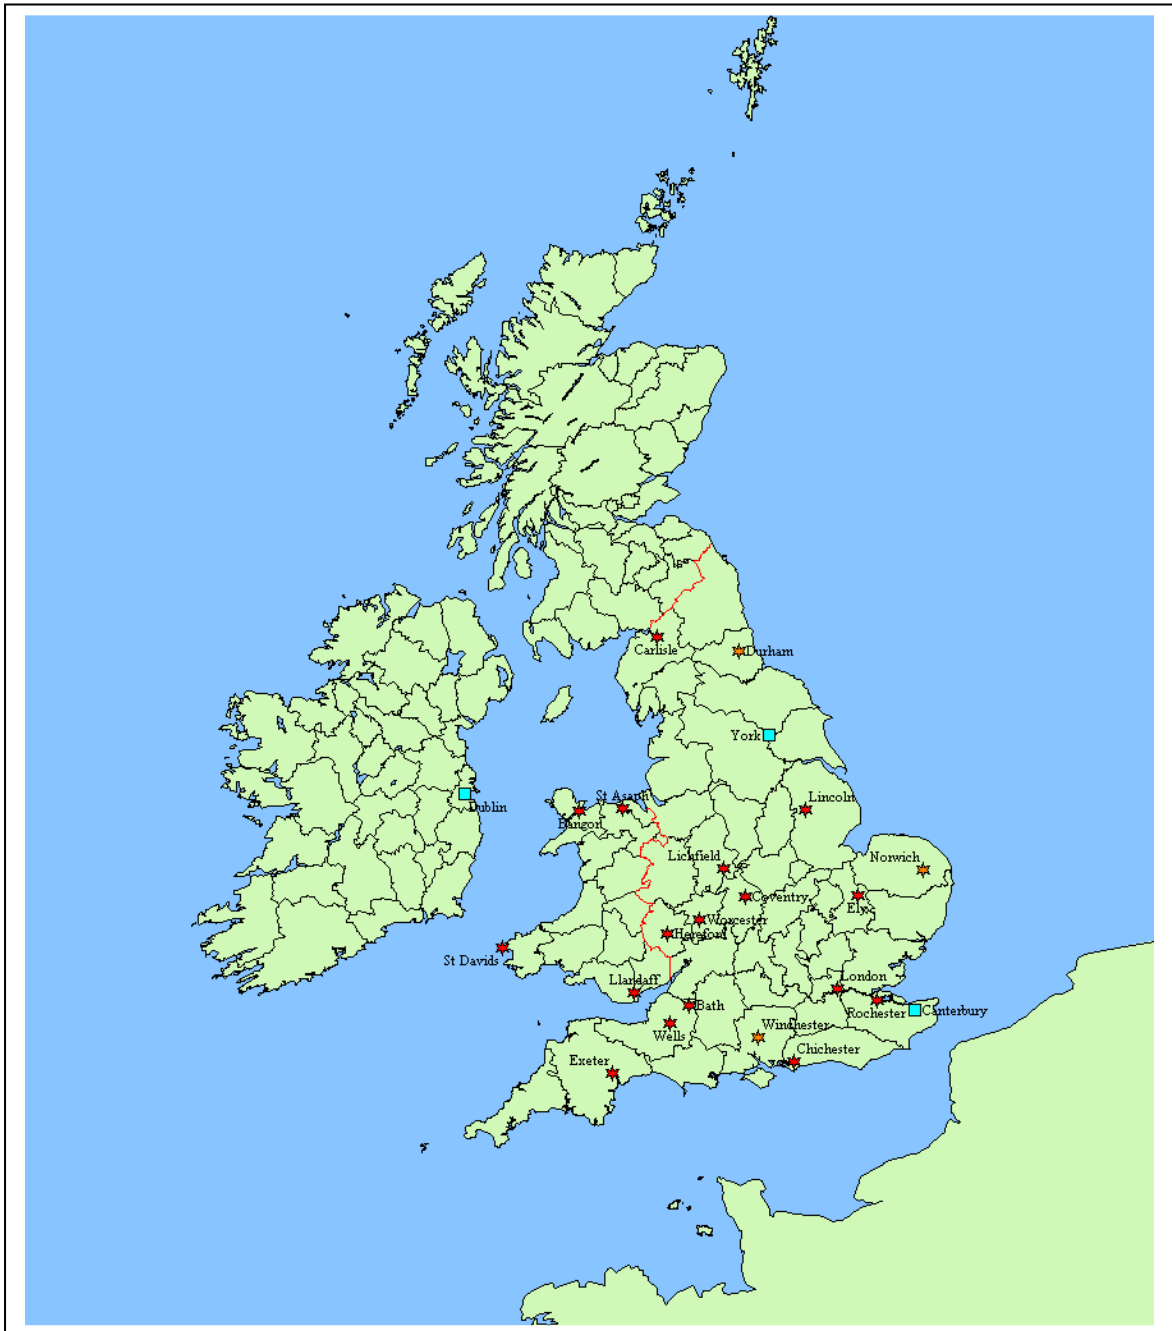 Carlisle
Durham
York
Dublin
St Asaph
Bangor
Lincoln
Lichfield
Norwich
Coventry
Ely
Worcester
Hereford
St Davids
Llandaff
London
Bath
Rochester
Canterbury
Wells
Winchester
Chichester
Exeter